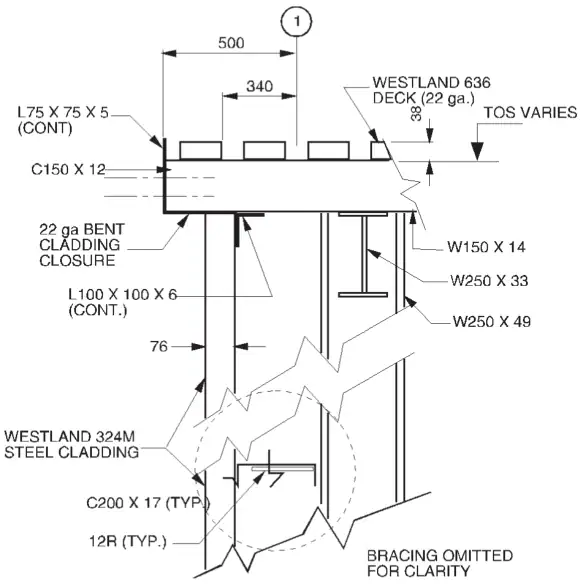 1
500
340
WESTLAND 636
DECK (22 ga.)
38
TOS VARIES
L75 X 75 X 5
(CONT)
C150 X 12
22 ga BENT
CLADDING
CLOSURE
W150 X 14
W250 X 33
L100 X 100 X 6
(CONT.)
W250 X 49
76
WESTLAND 324M
STEEL CLADDING
C200 X 17 (TYP.)
12R (TYP.)
BRACING OMITTED
FOR CLARITY